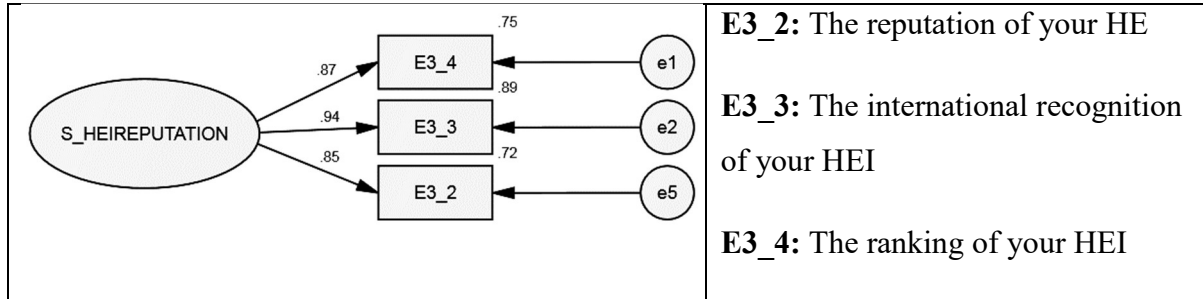 .75
E3_4
e1
.87
.89
S_HEIREPUTATION
.94
E3_3
e2
.72
.85
E3_2
e5
E3_2: The reputation of your HE
E3_3: The international recognition
of your HEI
E3_4: The ranking of your HEI